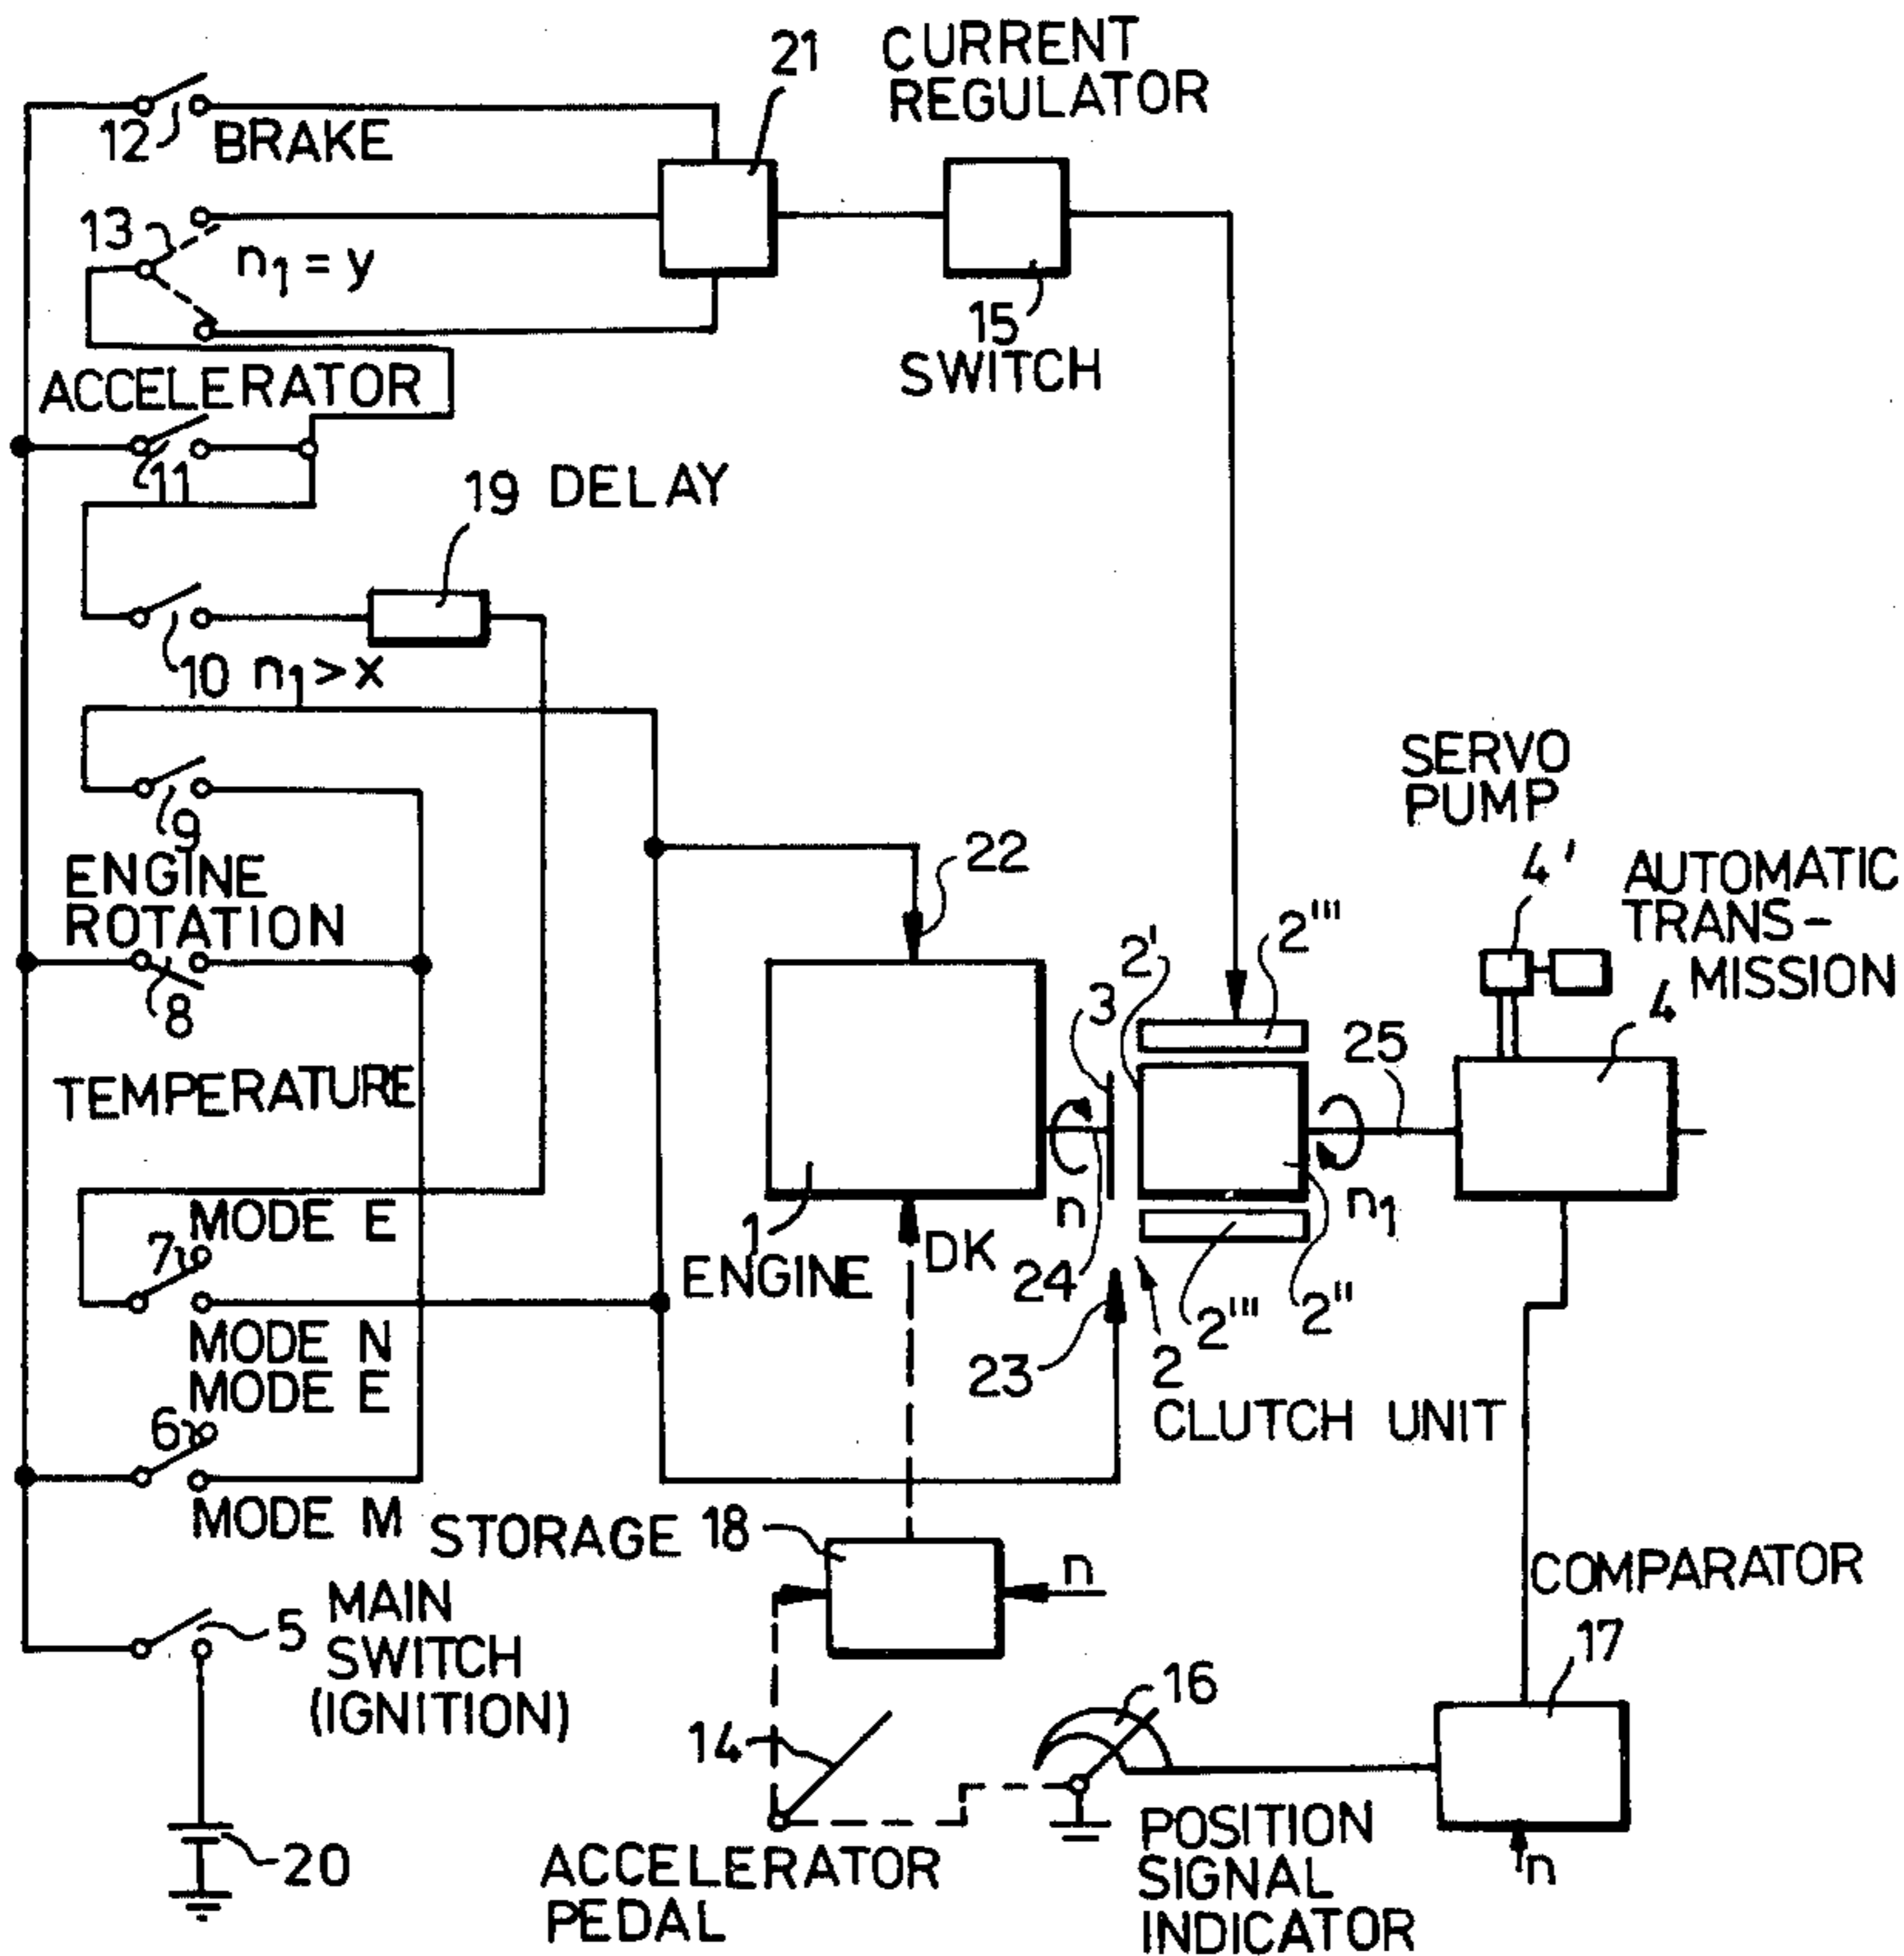 21
CURRENT
REGULATOR
12
BRAKE
13
n1 = y
15
SWITCH
ACCELERATOR
11
19 DELAY
10 n1 > x
9
ENGINE
ROTATION
8
TEMPERATURE
MODE E
7
MODE N
MODE E
6
MODE M
5
MAIN
SWITCH
(IGNITION)
20
22
1
ENGINE
DK
3
n
24
23
2'
2'''
2'''
2''
2
CLUTCH UNIT
25
n1
SERVO
PUMP
4'
AUTOMATIC
TRANS-
MISSION
4
STORAGE 18
n
14
ACCELERATOR
PEDAL
16
POSITION
SIGNAL
INDICATOR
COMPARATOR
17
n